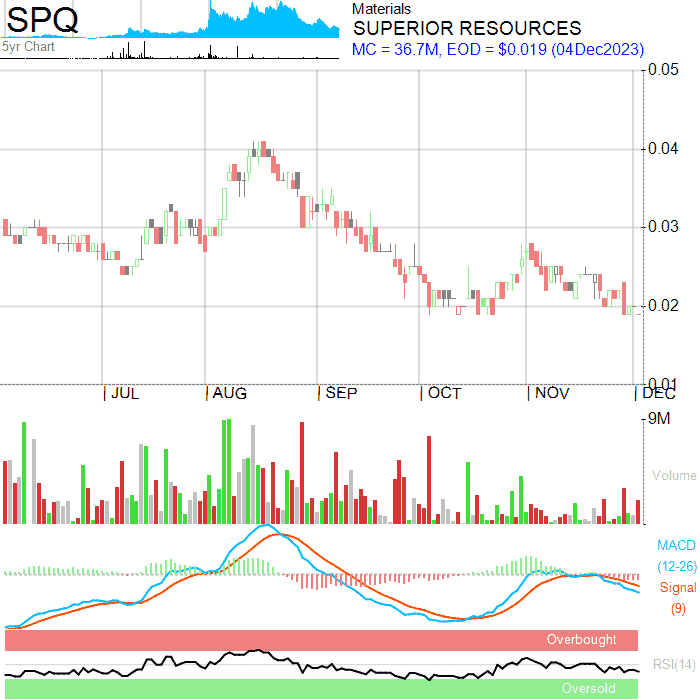 SPQ
Materials
SUPERIOR RESOURCES
MC = 36.7M, EOD = $0.019 (04Dec2023)
5yr Chart
0.05
0.04
0.03
0.02
0.01
JUL AUG SEP OCT NOV DEC
9M
Volume
MACD
(12-26)
Signal
(9)
Overbought
RSI(14)
Oversold